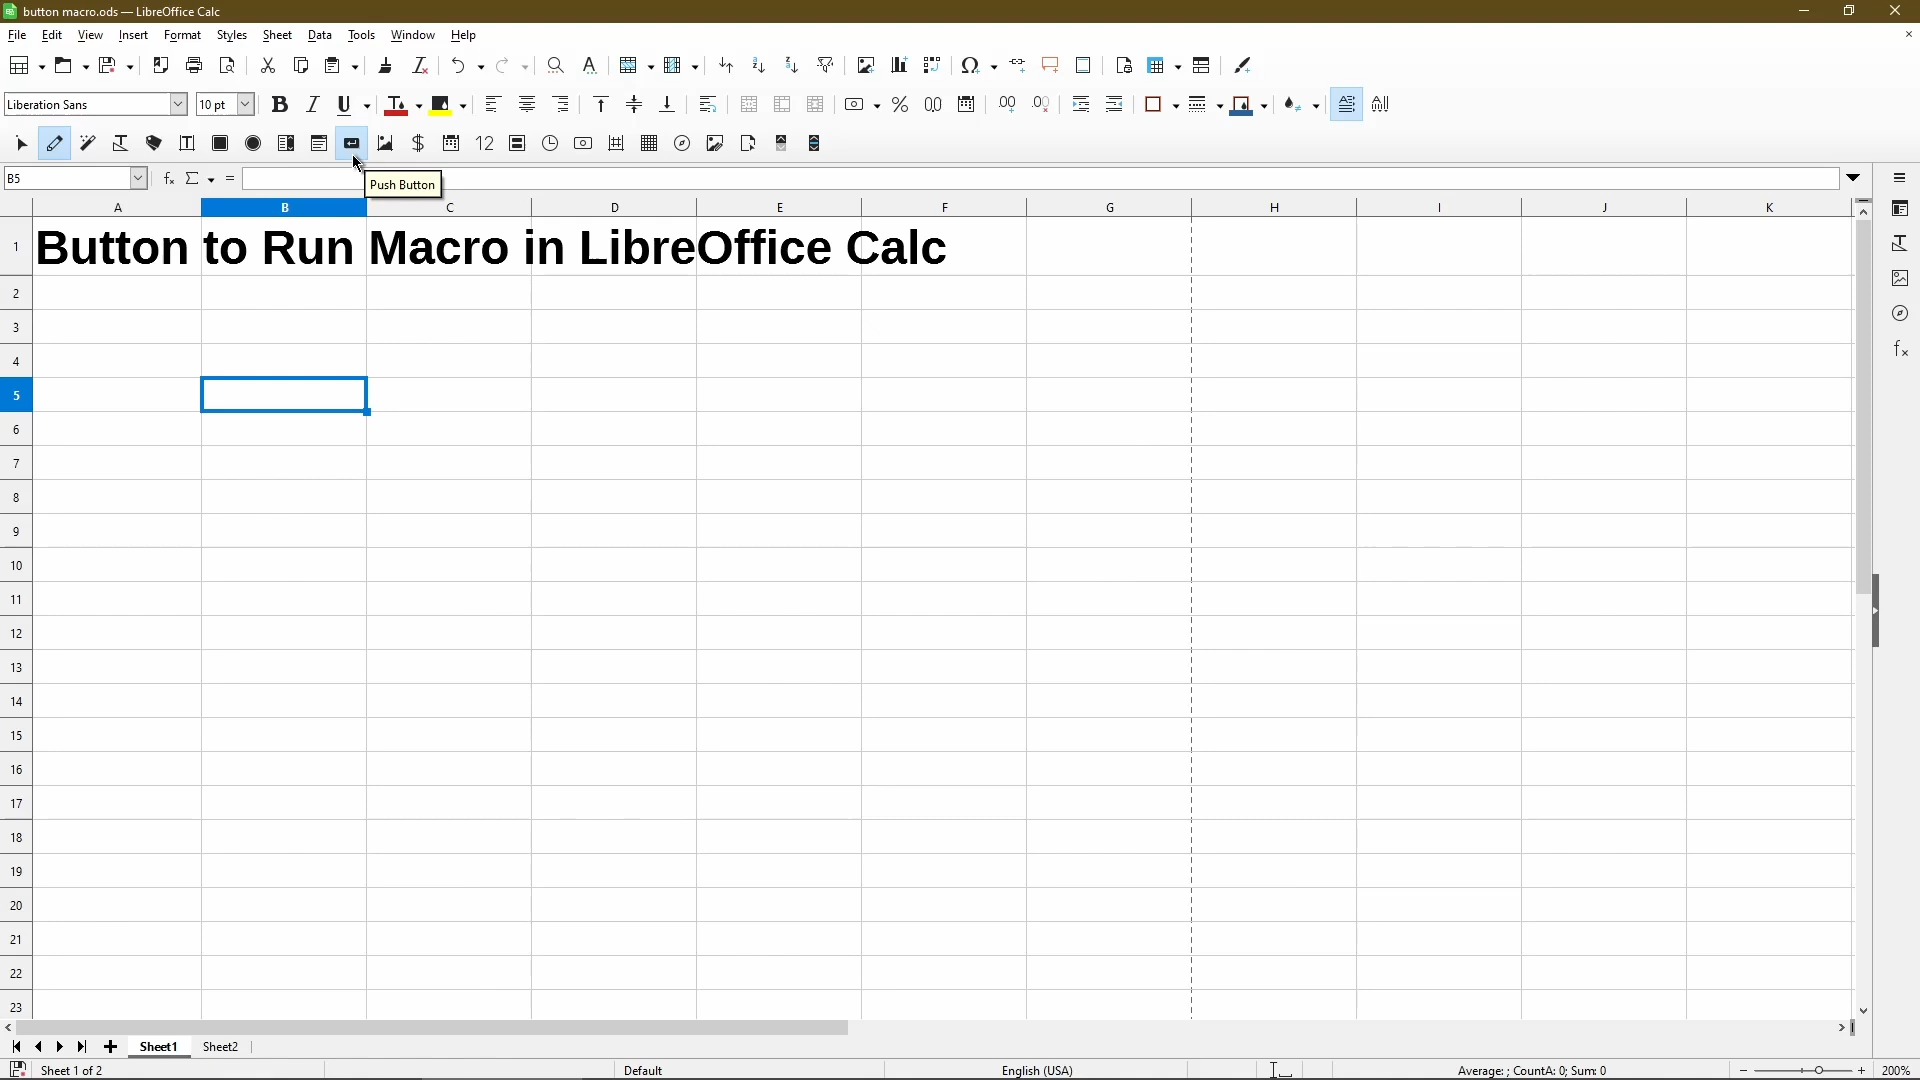 button macro.ods — LibreOffice Calc
File Edit View Insert Format Styles Sheet Data Tools Window Help
Liberation Sans 10 pt
12
B5
Push Button
A B C D E F G H I J K
1 Button to Run Macro in LibreOffice Calc
2
3
4
5
6
7
8
9
10
11
12
13
14
15
16
17
18
19
20
21
22
23
Sheet1 Sheet2
Sheet 1 of 2 Default English (USA) Average: ; CountA: 0; Sum: 0 200%